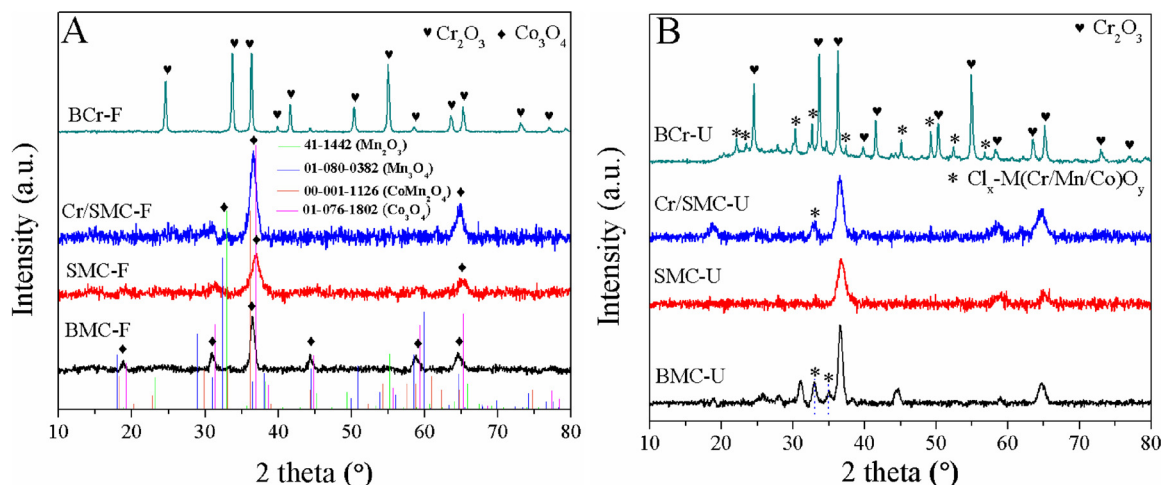 A
♥ Cr₂O₃ ♦ Co₃O₄
BCr-F
41-1442 (Mn₂O₃)
01-080-0382 (Mn₃O₄)
00-001-1126 (CoMn₂O₄)
01-076-1802 (Co₃O₄)
Cr/SMC-F
SMC-F
BMC-F
Intensity (a.u.)
10 20 30 40 50 60 70 80
2 theta (°)
B
♥ Cr₂O₃
BCr-U
* Clₓ-M(Cr/Mn/Co)Oᵧ
Cr/SMC-U
SMC-U
BMC-U
Intensity (a.u.)
10 20 30 40 50 60 70 80
2 theta (°)